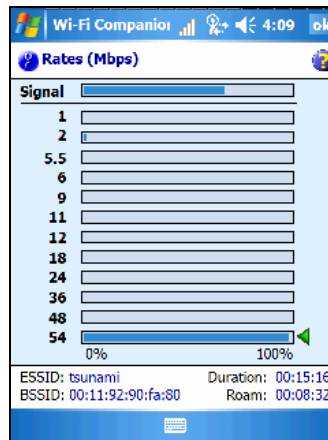 Wi-Fi Companion 4:09 ok
Rates (Mbps)
Signal
1
2
5.5
6
9
11
12
18
24
36
48
54
0% 100%
ESSID: tsunami Duration: 00:15:16
BSSID: 00:11:92:90:fa:80 Roam: 00:08:32